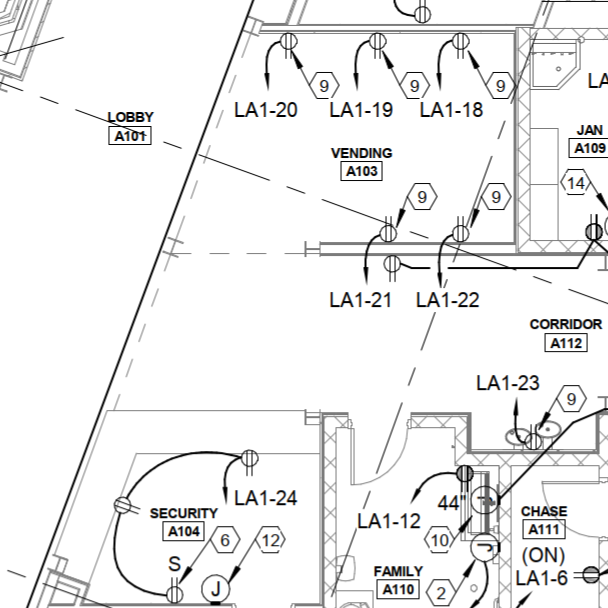 9
9
9
LA1-20
LA1-19
LA1-18
LA
LOBBY
A101
JAN
A109
VENDING
A103
14
9
9
LA1-21
LA1-22
CORRIDOR
A112
LA1-23
9
LA1-24
44"
LA1-12
SECURITY
A104
6
12
10
CHASE
A111
(ON)
LA1-6
S
J
J
J
FAMILY
A110
2